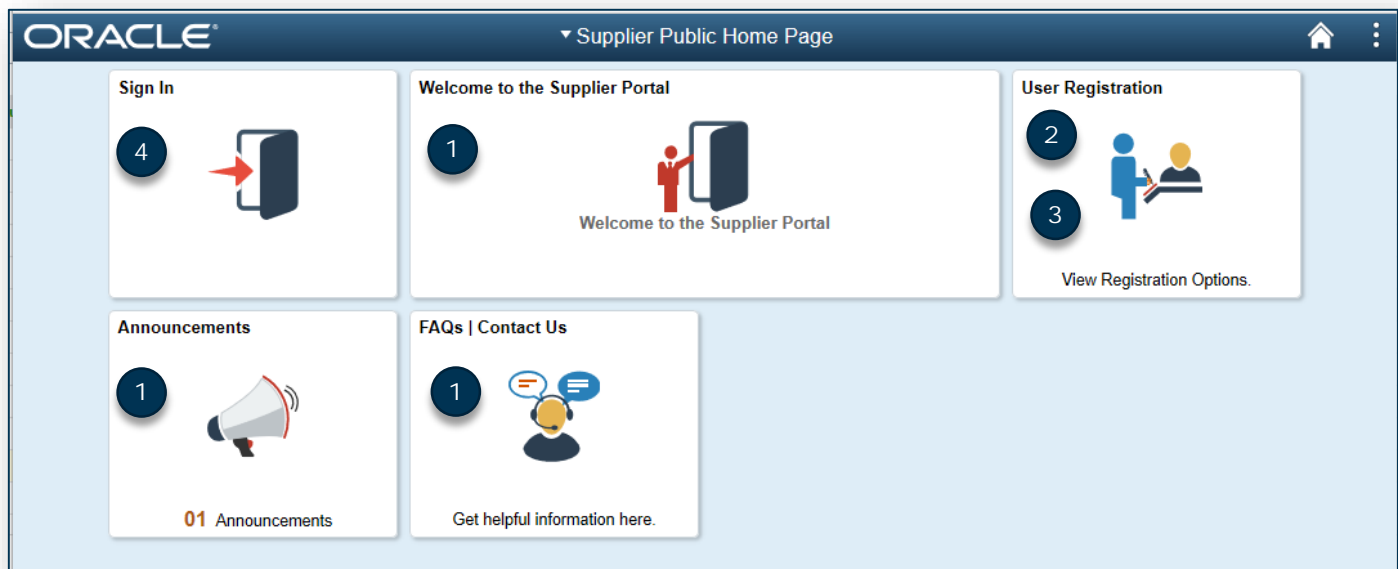 ORACLE
Supplier Public Home Page
Sign In
4
Welcome to the Supplier Portal
1
Welcome to the Supplier Portal
User Registration
2
3
View Registration Options.
Announcements
1
01 Announcements
FAQs | Contact Us
1
Get helpful information here.